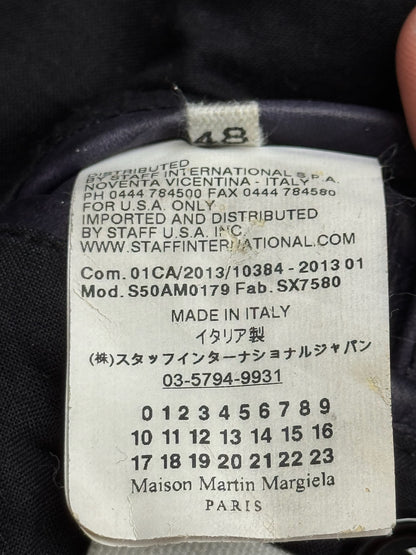 48
DISTRIBUTED
BY STAFF INTERNATIONAL S.P.A.
NOVENTA VICENTINA - ITALY
PH 0444 784500 FAX 0444 784580
FOR U.S.A. ONLY
IMPORTED AND DISTRIBUTED
BY STAFF U.S.A. INC.
WWW.STAFFINTERNATIONAL.COM
Com. 01CA/2013/10384 - 2013 01
Mod. S50AM0179 Fab. SX7580
MADE IN ITALY
イタリア製
(株)スタッフインターナショナルジャパン
03-5794-9931
0 1 2 3 4 5 6 7 8 9
10 11 12 13 14 15 16
17 18 19 20 21 22 23
Maison Martin Margiela
PARIS